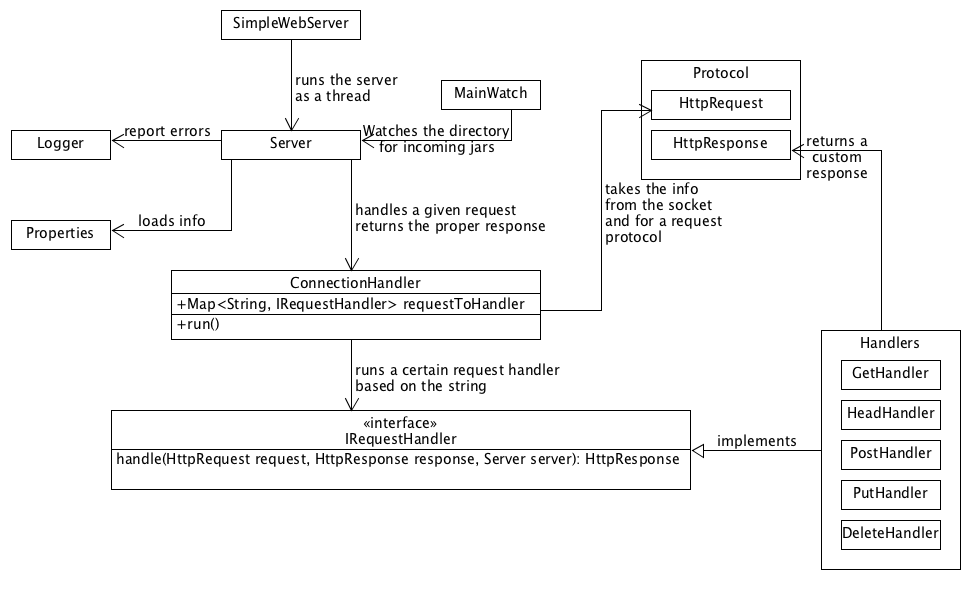 SimpleWebServer
runs the server
as a thread
MainWatch
Protocol
HttpRequest
HttpResponse
Logger
report errors
Server
Watches the directory
for incoming jars
returns a
custom
response
Properties
loads info
handles a given request
returns the proper response
takes the info
from the socket
and for a request
protocol
ConnectionHandler
+Map<String, IRequestHandler> requestToHandler
+run()
runs a certain request handler
based on the string
«interface»
IRequestHandler
handle(HttpRequest request, HttpResponse response, Server server): HttpResponse
implements
Handlers
GetHandler
HeadHandler
PostHandler
PutHandler
DeleteHandler